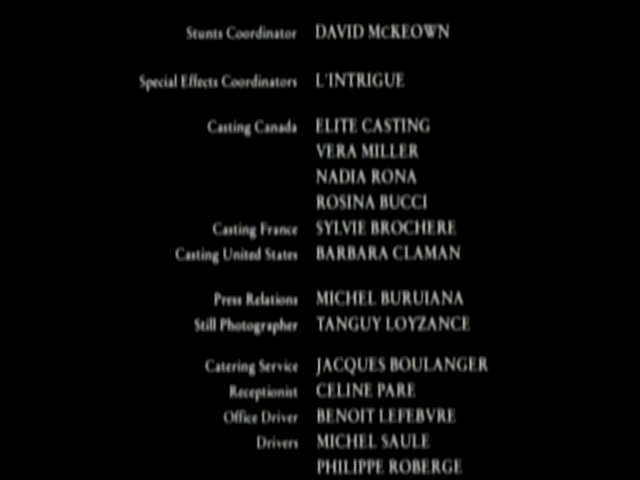 Stunts Coordinator DAVID McKEOWN
Special Effects Coordinators L'INTRIGUE
Casting Canada ELITE CASTING
VERA MILLER
NADIA RONA
ROSINA BUCCI
Casting France SYLVIE BROCHERE
Casting United States BARBARA CLAMAN
Press Relations MICHEL BURUIANA
Still Photographer TANGUY LOYZANCE
Catering Service JACQUES BOULANGER
Receptionist CELINE PARE
Office Driver BENOIT LEFEBVRE
Drivers MICHEL SAULE
PHILIPPE ROBERGE